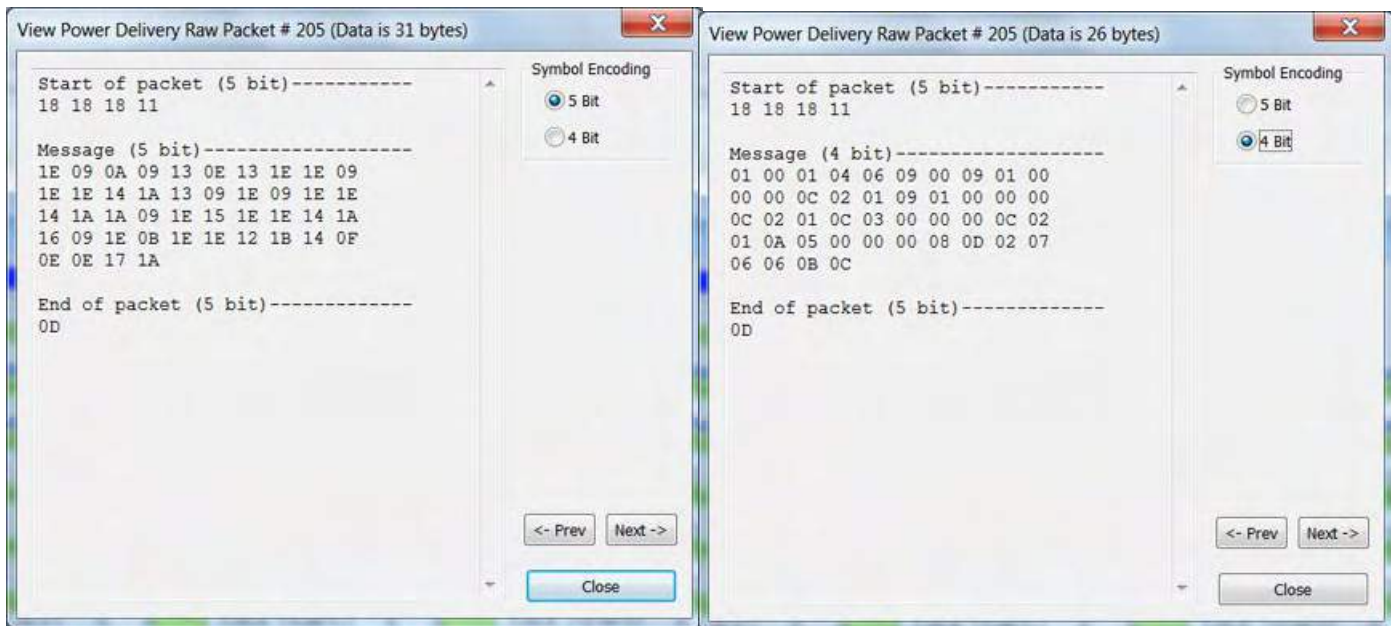 View Power Delivery Raw Packet # 205 (Data is 31 bytes)
Start of packet (5 bit)-----------
18 18 18 11
Message (5 bit)-------------------
1E 09 0A 09 13 0E 13 1E 1E 09
1E 1E 14 1A 13 09 1E 09 1E 1E
14 1A 1A 09 1E 15 1E 1E 14 1A
16 09 1E 0B 1E 1E 12 1B 14 0F
0E 0E 17 1A
End of packet (5 bit)-------------
0D
Symbol Encoding
5 Bit
4 Bit
<- Prev
Next ->
Close
View Power Delivery Raw Packet # 205 (Data is 26 bytes)
Start of packet (5 bit)-----------
18 18 18 11
Message (4 bit)-------------------
01 00 01 04 06 09 00 09 01 00
00 00 0C 02 01 09 01 00 00 00
0C 02 01 0C 03 00 00 00 0C 02
01 0A 05 00 00 00 08 0D 02 07
06 06 0B 0C
End of packet (5 bit)-------------
0D
Symbol Encoding
5 Bit
4 Bit
<- Prev
Next ->
Close